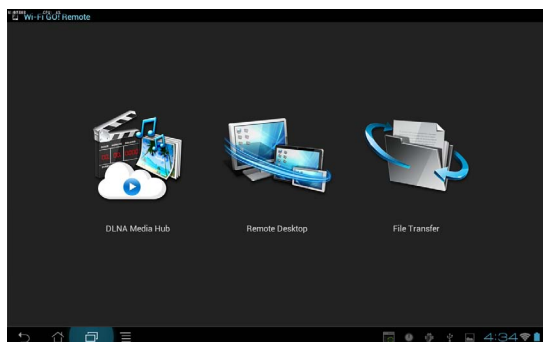 Wi-Fi GO! Remote
DLNA Media Hub
Remote Desktop
File Transfer
4:34